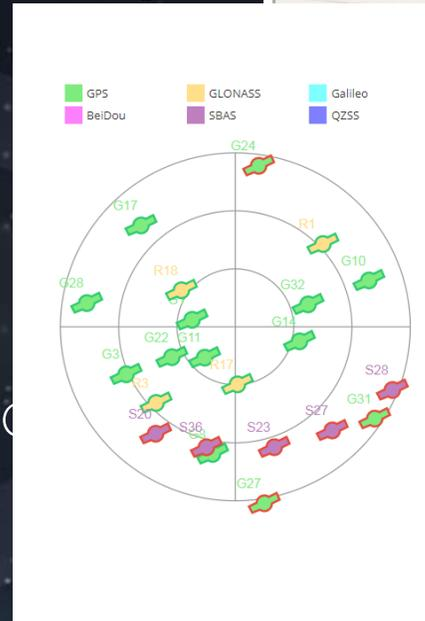 GPS
GLONASS
Galileo
BeiDou
SBAS
QZSS
G24
G17
R1
G10
R18
G28
G32
G14
G22
G11
G3
R17
S28
R3
G31
S27
S20
S36
S23
G27